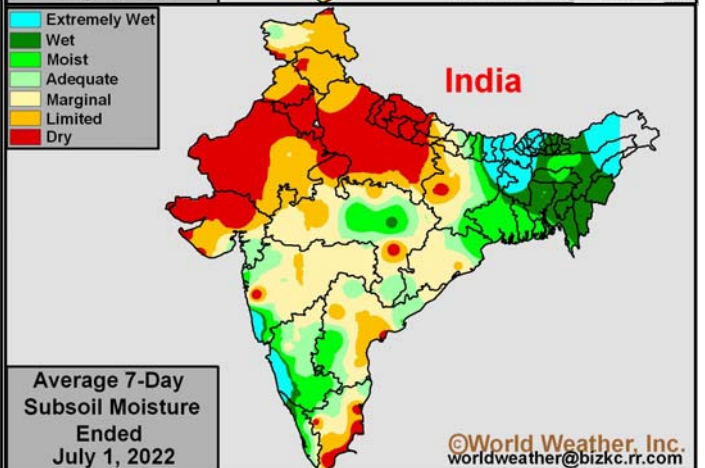 Extremely Wet
Wet
Moist
Adequate
Marginal
Limited
Dry
India
Average 7-Day
Subsoil Moisture
Ended
July 1, 2022
©World Weather, Inc.
worldweather@bizkc.rr.com